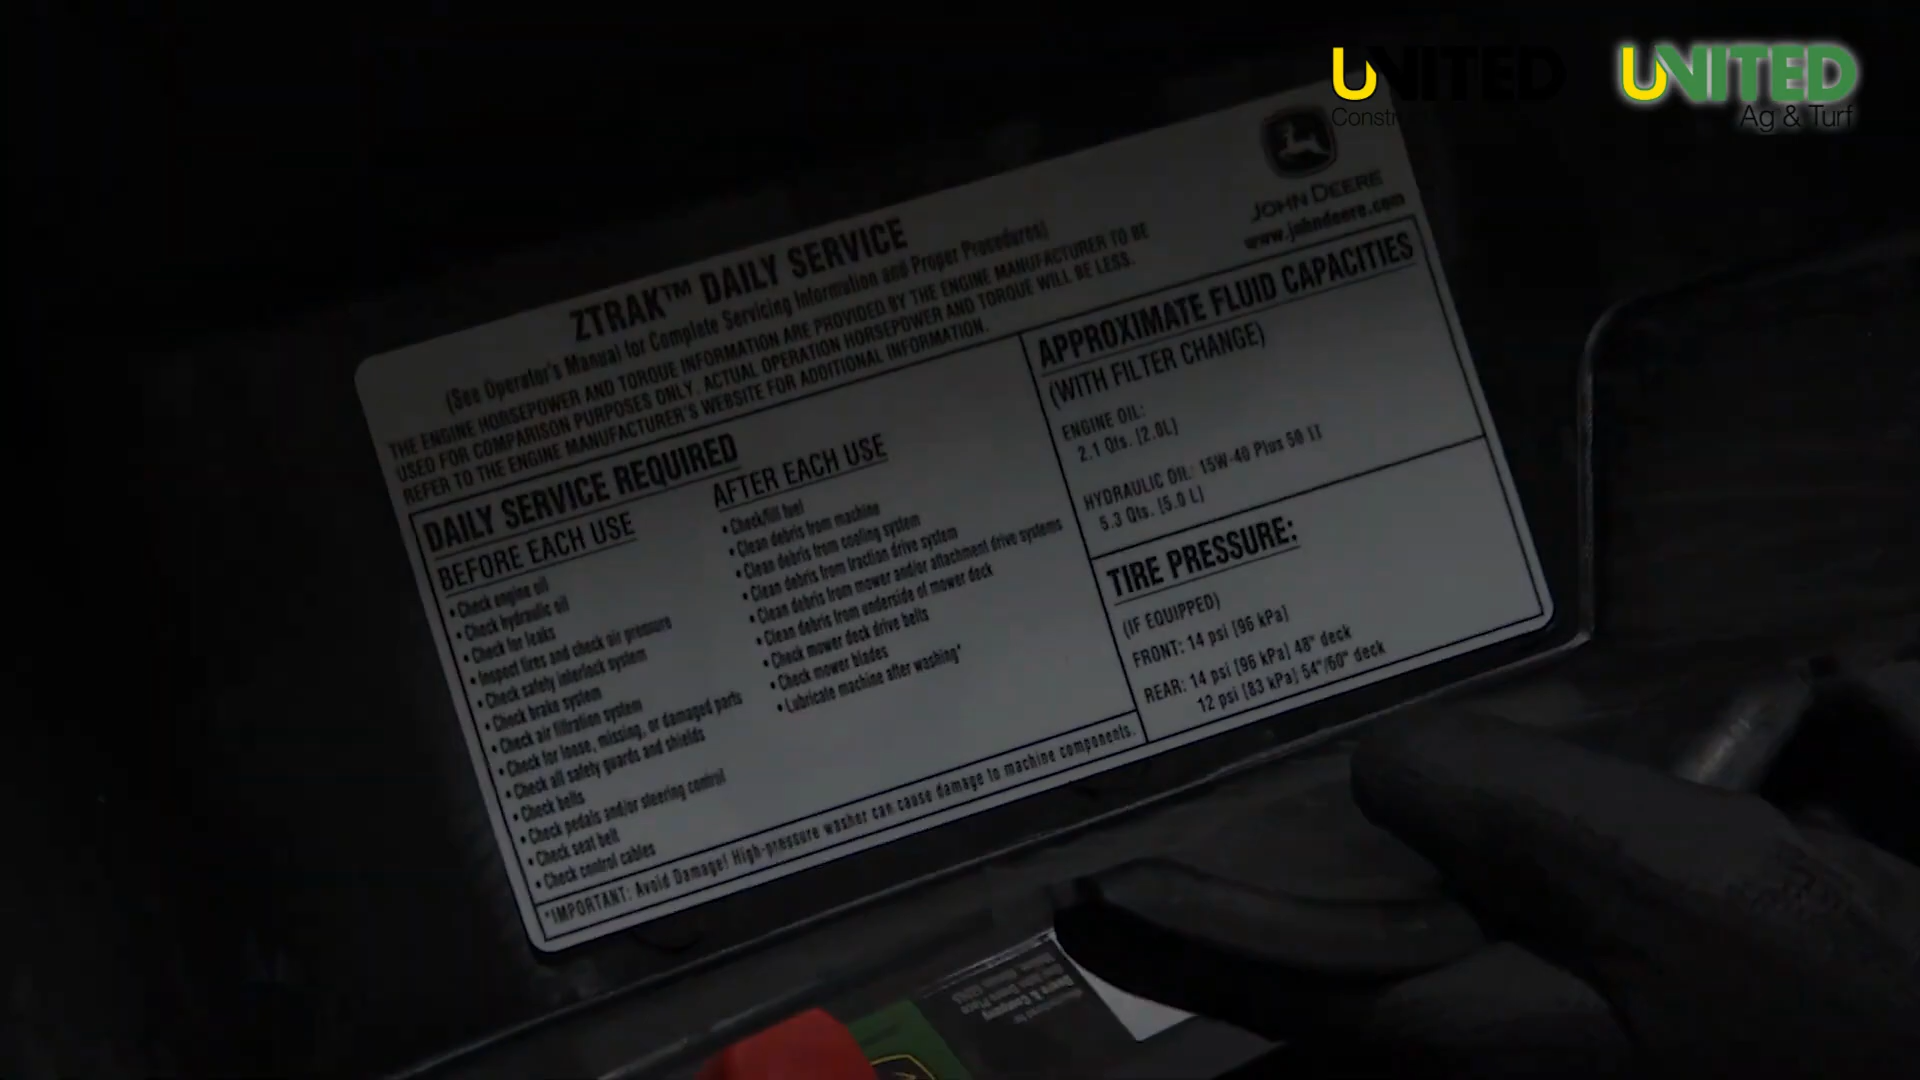 UNITED
Constr
UNITED
Ag & Turf
JOHN DEERE
www.johndeere.com
ZTRAK™ DAILY SERVICE
(See Operator's Manual for Complete Servicing Information and Proper Procedures)
THE ENGINE HORSEPOWER AND TORQUE INFORMATION ARE PROVIDED BY THE ENGINE MANUFACTURER TO BE
USED FOR COMPARISON PURPOSES ONLY. ACTUAL OPERATION HORSEPOWER AND TORQUE WILL BE LESS.
REFER TO THE ENGINE MANUFACTURER'S WEBSITE FOR ADDITIONAL INFORMATION.
DAILY SERVICE REQUIRED
BEFORE EACH USE
• Check engine oil
• Check hydraulic oil
• Check for leaks
• Inspect tires and check air pressure
• Check safety interlock system
• Check brake system
• Check air filtration system
• Check for loose, missing, or damaged parts
• Check all safety guards and shields
• Check belts
• Check pedals and/or steering control
• Check seat belt
• Check control cables
AFTER EACH USE
• Check/fill fuel
• Clean debris from machine
• Clean debris from cooling system
• Clean debris from traction drive system
• Clean debris from mower and/or attachment drive systems
• Clean debris from underside of mower deck
• Check mower deck drive belts
• Check mower blades
• Lubricate machine after washing*
*IMPORTANT: Avoid Damage! High-pressure washer can cause damage to machine components.
APPROXIMATE FLUID CAPACITIES
(WITH FILTER CHANGE)
ENGINE OIL:
2.1 Qts. [2.0L]
HYDRAULIC OIL: 15W-40 Plus 50 II
5.3 Qts. [5.0 L]
TIRE PRESSURE:
(IF EQUIPPED)
FRONT: 14 psi [96 kPa]
REAR: 14 psi [96 kPa] 48" deck
12 psi [83 kPa] 54"/60" deck
Deere & Company